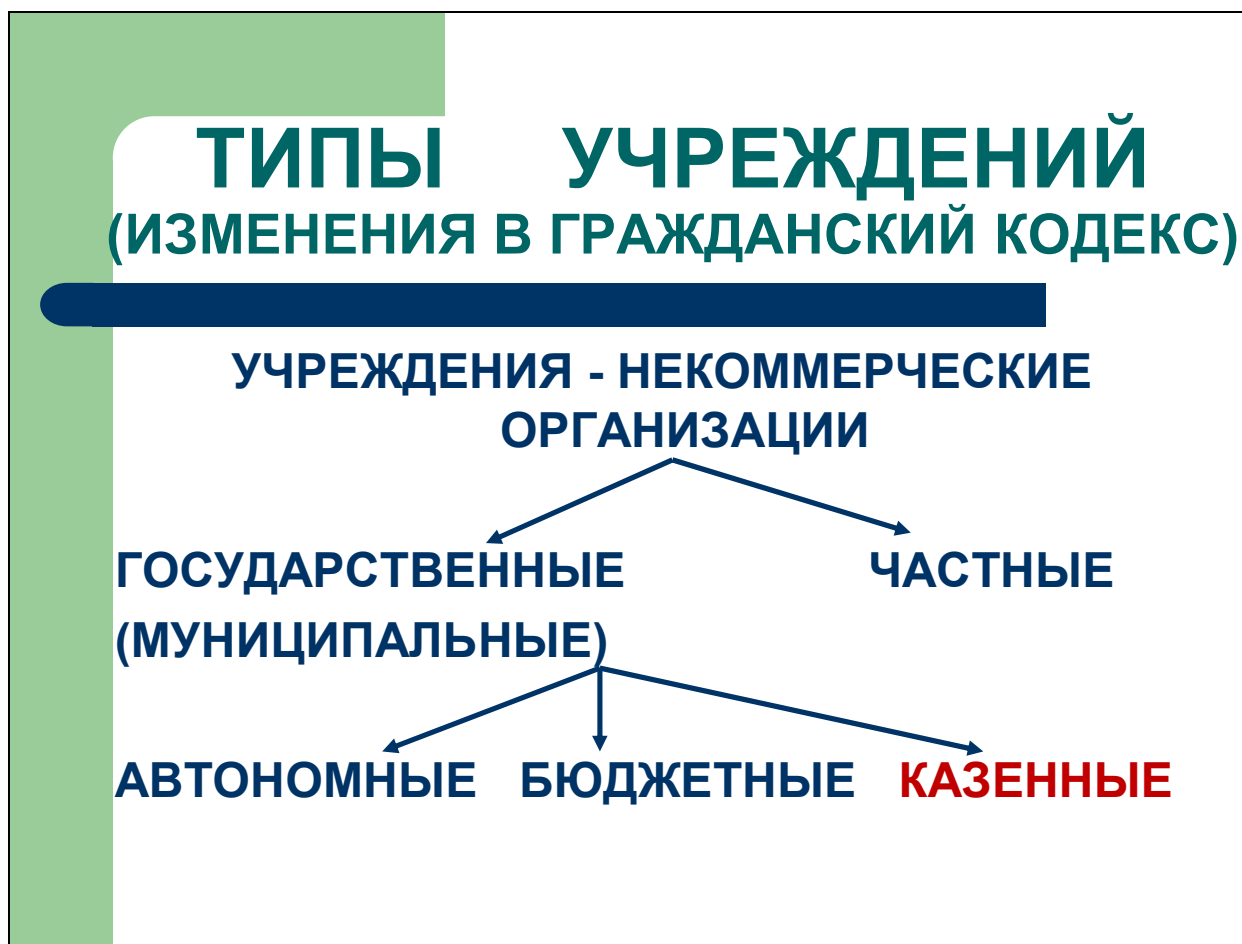 ТИПЫ УЧРЕЖДЕНИЙ
(ИЗМЕНЕНИЯ В ГРАЖДАНСКИЙ КОДЕКС)
УЧРЕЖДЕНИЯ - НЕКОММЕРЧЕСКИЕ
ОРГАНИЗАЦИИ
ГОСУДАРСТВЕННЫЕ ЧАСТНЫЕ
(МУНИЦИПАЛЬНЫЕ)
АВТОНОМНЫЕ БЮДЖЕТНЫЕ КАЗЕННЫЕ